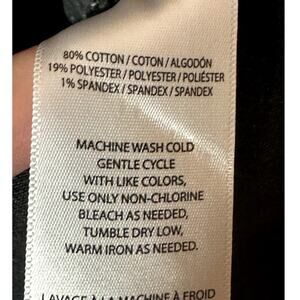 80% COTTON / COTON / ALGODÓN
19% POLYESTER / POLYESTER / POLIÉSTER
1% SPANDEX / SPANDEX / SPANDEX
MACHINE WASH COLD
GENTLE CYCLE
WITH LIKE COLORS,
USE ONLY NON-CHLORINE
BLEACH AS NEEDED,
TUMBLE DRY LOW,
WARM IRON AS NEEDED.
LAVAGE À LA MACHINE À FROID